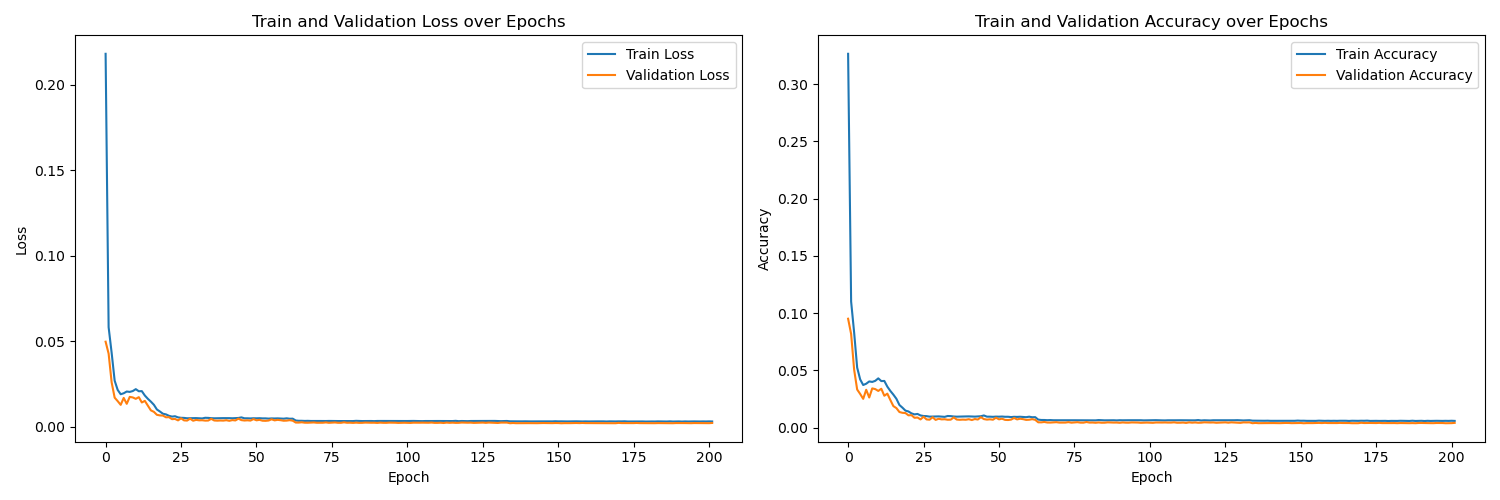 Train and Validation Loss over Epochs
Train Loss
Validation Loss
Loss
0.20
0.15
0.10
0.05
0.00
0 25 50 75 100 125 150 175 200
Epoch
Train and Validation Accuracy over Epochs
Train Accuracy
Validation Accuracy
Accuracy
0.30
0.25
0.20
0.15
0.10
0.05
0.00
0 25 50 75 100 125 150 175 200
Epoch